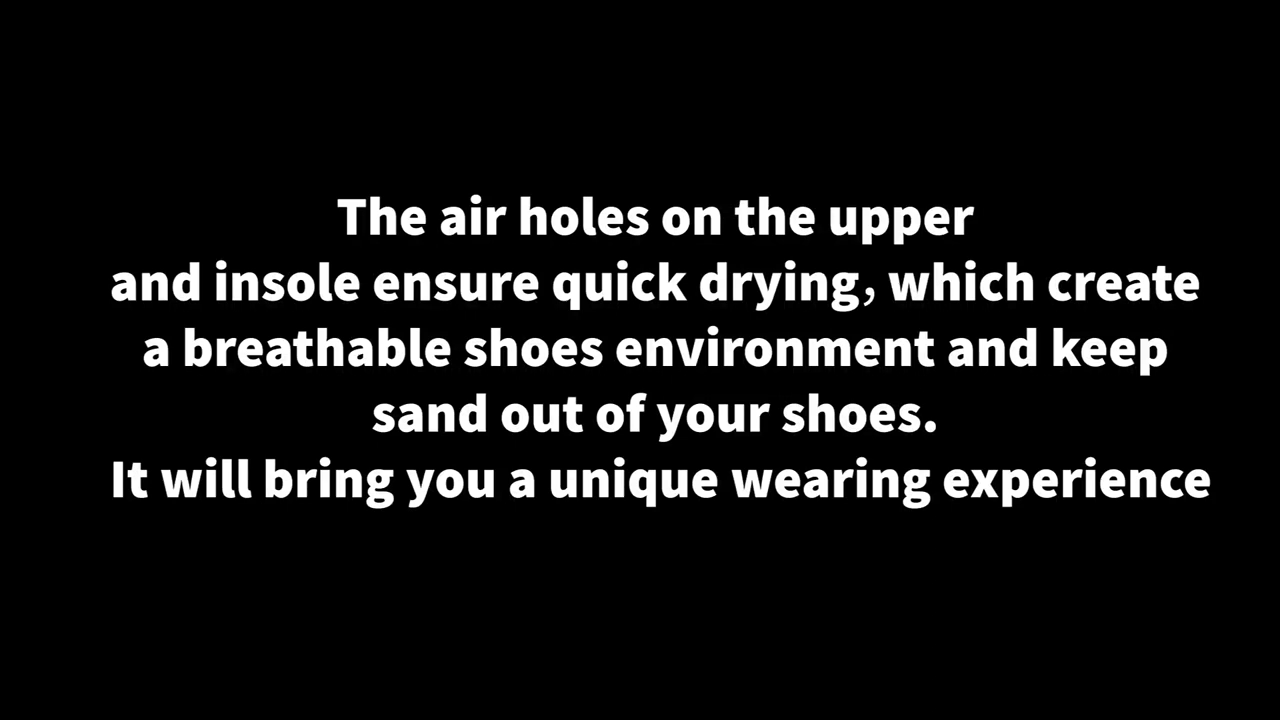 The air holes on the upper
and insole ensure quick drying, which create
a breathable shoes environment and keep
sand out of your shoes.
It will bring you a unique wearing experience